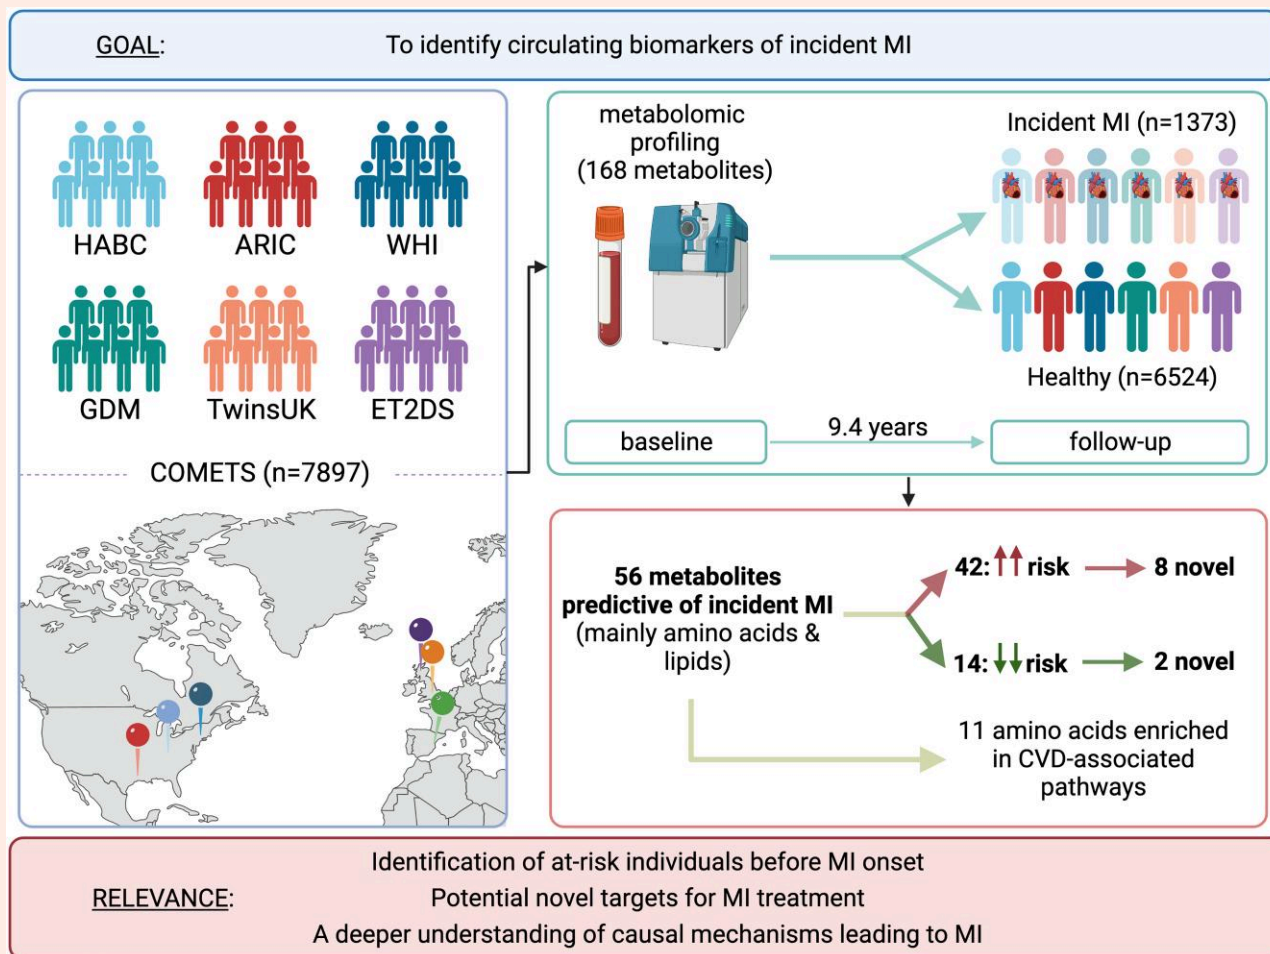 GOAL: To identify circulating biomarkers of incident MI
HABC ARIC WHI
GDM TwinsUK ET2DS
COMETS (n=7897)
metabolomic
profiling
(168 metabolites)
Incident MI (n=1373)
Healthy (n=6524)
baseline 9.4 years follow-up
56 metabolites
predictive of incident MI
(mainly amino acids &
lipids)
42: ↑↑ risk → 8 novel
14: ↓↓ risk → 2 novel
11 amino acids enriched
in CVD-associated
pathways
RELEVANCE:
Identification of at-risk individuals before MI onset
Potential novel targets for MI treatment
A deeper understanding of causal mechanisms leading to MI